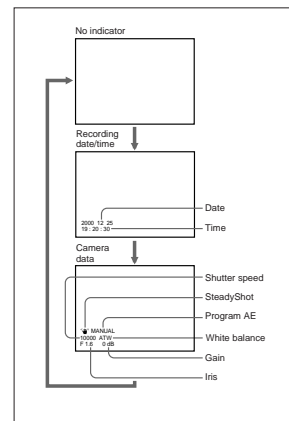 No indicator
Recording
date/time
Date
2000 12 25
19 : 20 : 30
Time
Camera
data
Shutter speed
SteadyShot
Program AE
MANUAL
10000 ATW
White balance
F 1.6 0 dB
Gain
Iris